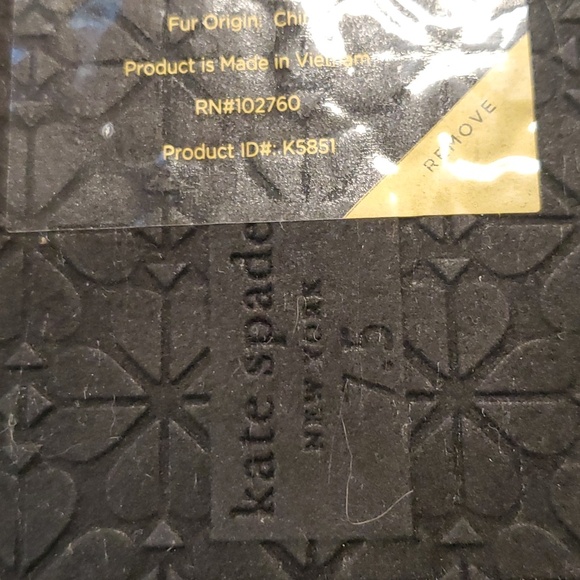 Fur Origin: Chi
Product is Made in Vietnam
RN#102760
Product ID#: K5851
REMOVE
kate spade
NEW YORK
7.5